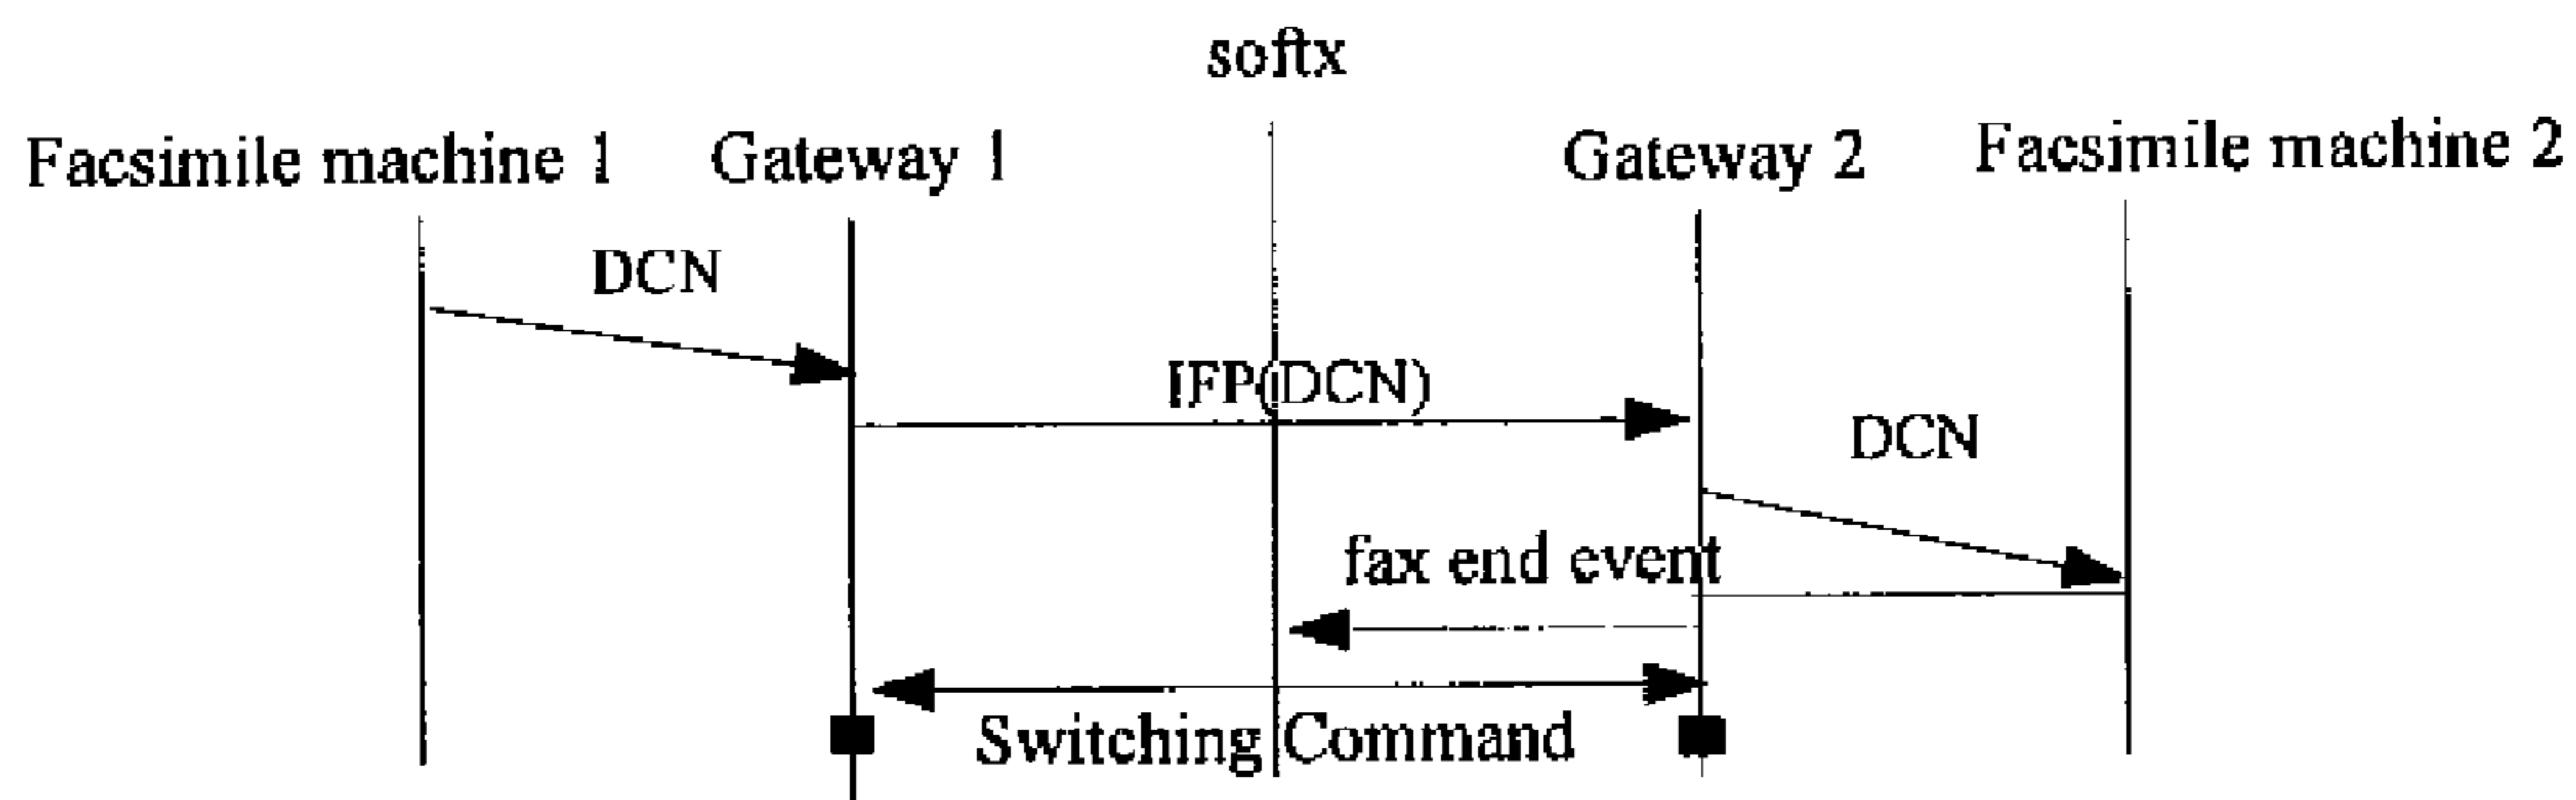 softx
Facsimile machine 1 Gateway 1 Gateway 2 Facsimile machine 2
DCN
IFP(DCN)
DCN
fax end event
Switching Command